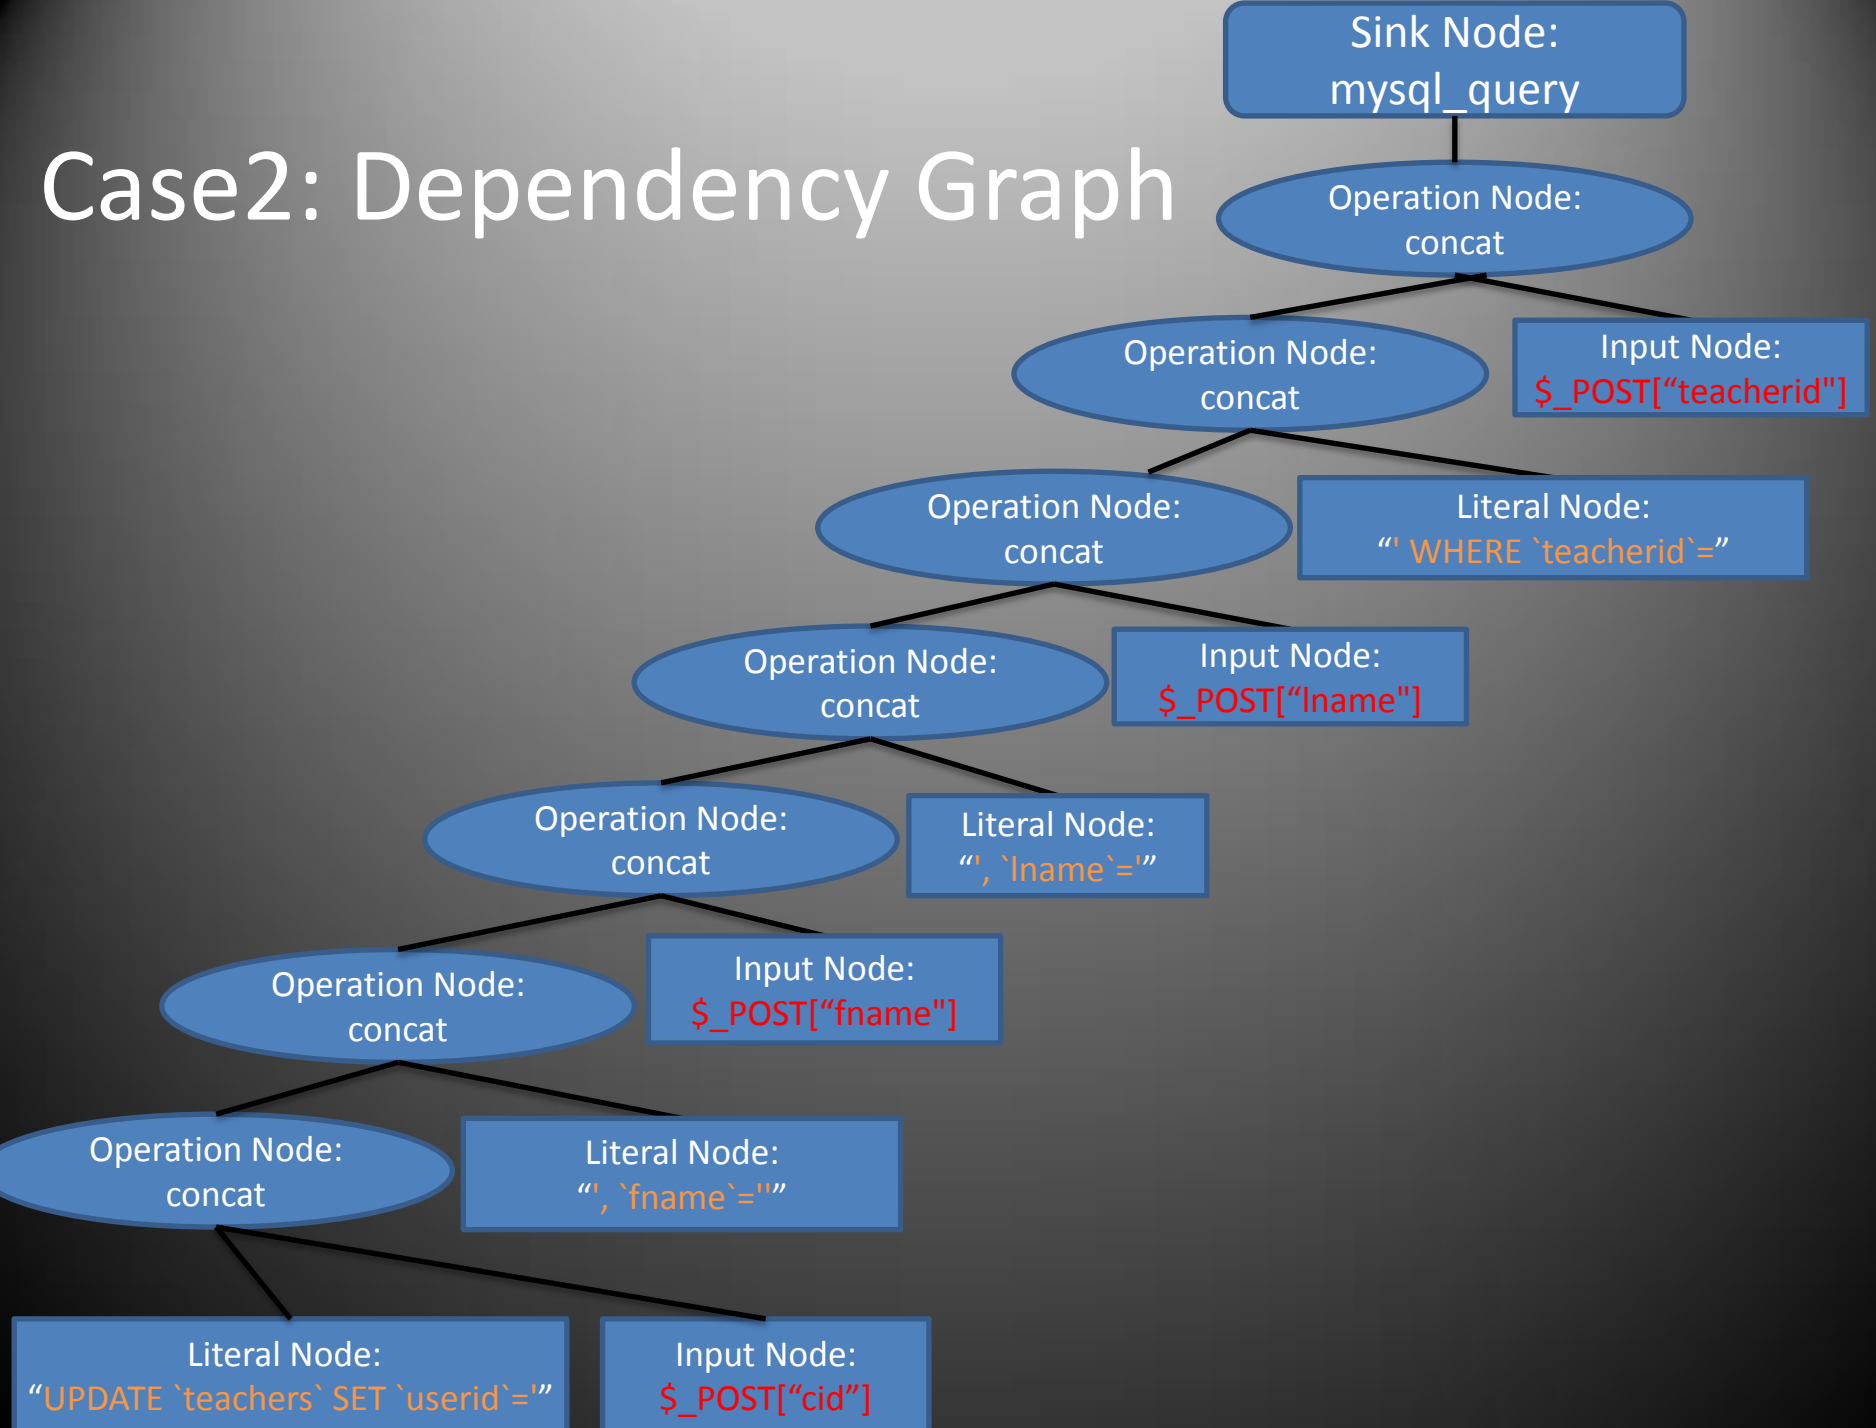 Sink Node:
mysql_query
Case2: Dependency Graph
Operation Node:
concat
Operation Node:
concat
Input Node:
$_POST[“teacherid"]
Operation Node:
concat
Literal Node:
“' WHERE `teacherid`=”
Operation Node:
concat
Input Node:
$_POST[“lname"]
Operation Node:
concat
Literal Node:
“', `lname`='”
Operation Node:
concat
Input Node:
$_POST[“fname"]
Operation Node:
concat
Literal Node:
“', `fname`=''”
Literal Node:
“UPDATE `teachers` SET `userid`='”
Input Node:
$_POST[“cid”]